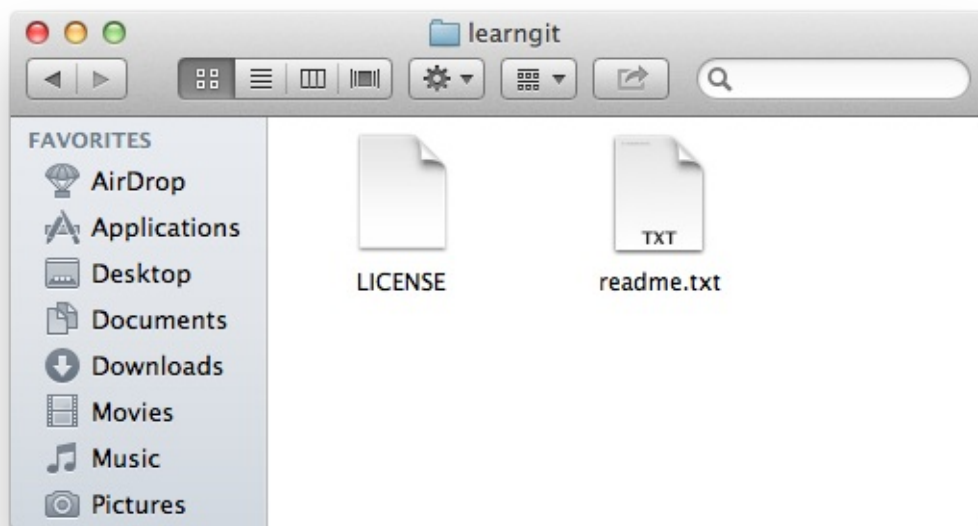 learngit
FAVORITES
AirDrop
Applications
Desktop
Documents
Downloads
Movies
Music
Pictures
TXT
LICENSE
readme.txt